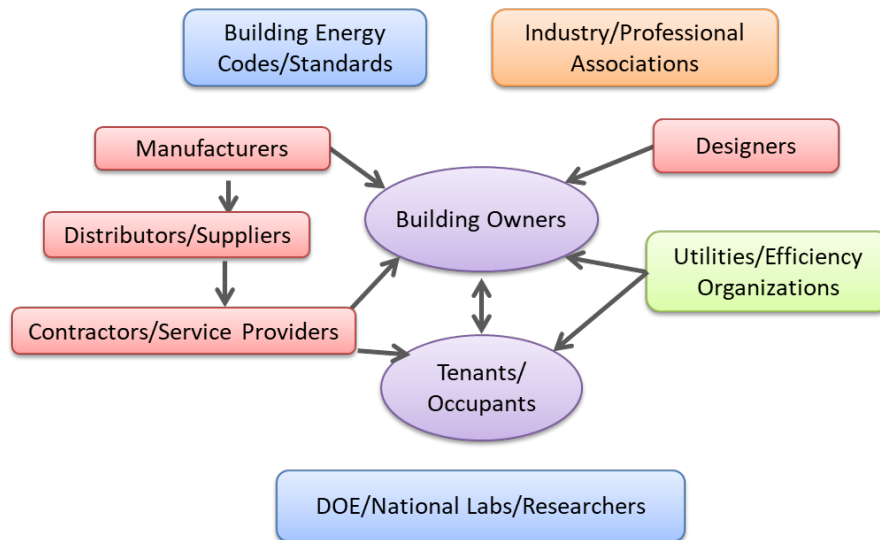 Building Energy
Codes/Standards
Industry/Professional
Associations
Manufacturers
Designers
Building Owners
Distributors/Suppliers
Utilities/Efficiency
Organizations
Contractors/Service Providers
Tenants/
Occupants
DOE/National Labs/Researchers